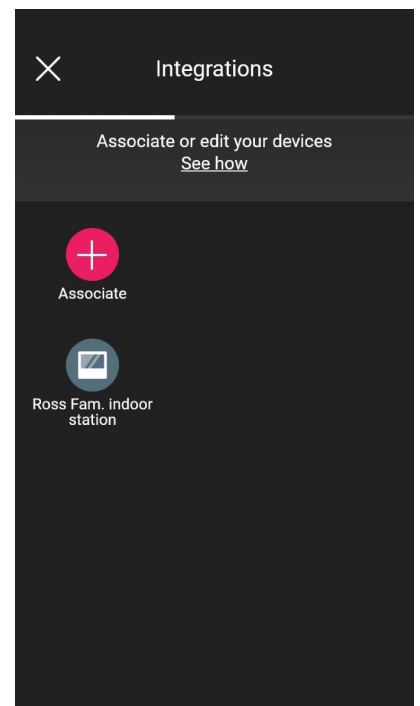 Integrations
Associate or edit your devices
See how
Associate
Ross Fam. indoor
station